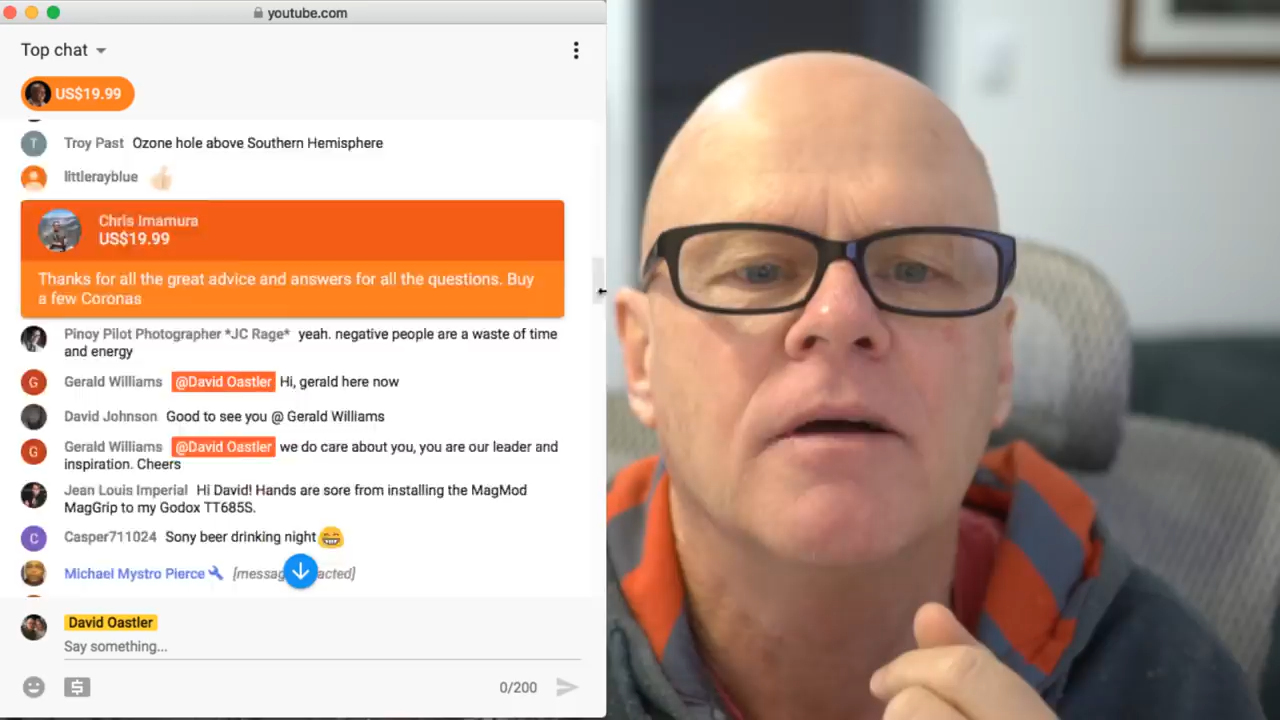 youtube.com
Top chat
US$19.99
Troy Past Ozone hole above Southern Hemisphere
T
littlerayblue
Chris Imamura
US$19.99
Thanks for all the great advice and answers for all the questions. Buy
a few Coronas
Pinoy Pilot Photographer *JC Rage* yeah. negative people are a waste of time
and energy
G Gerald Williams @David Oastler Hi, gerald here now
David Johnson Good to see you @ Gerald Williams
Gerald Williams @David Oastler we do care about you, you are our leader and
G
inspiration. Cheers
Jean Louis Imperial Hi David! Hands are sore from installing the MagMod
MagGrip to my Godox TT685S.
C Casper711024 Sony beer drinking night
Michael Mystro Pierce [messag acted]
David Oastler
Say something...
$ 0/200